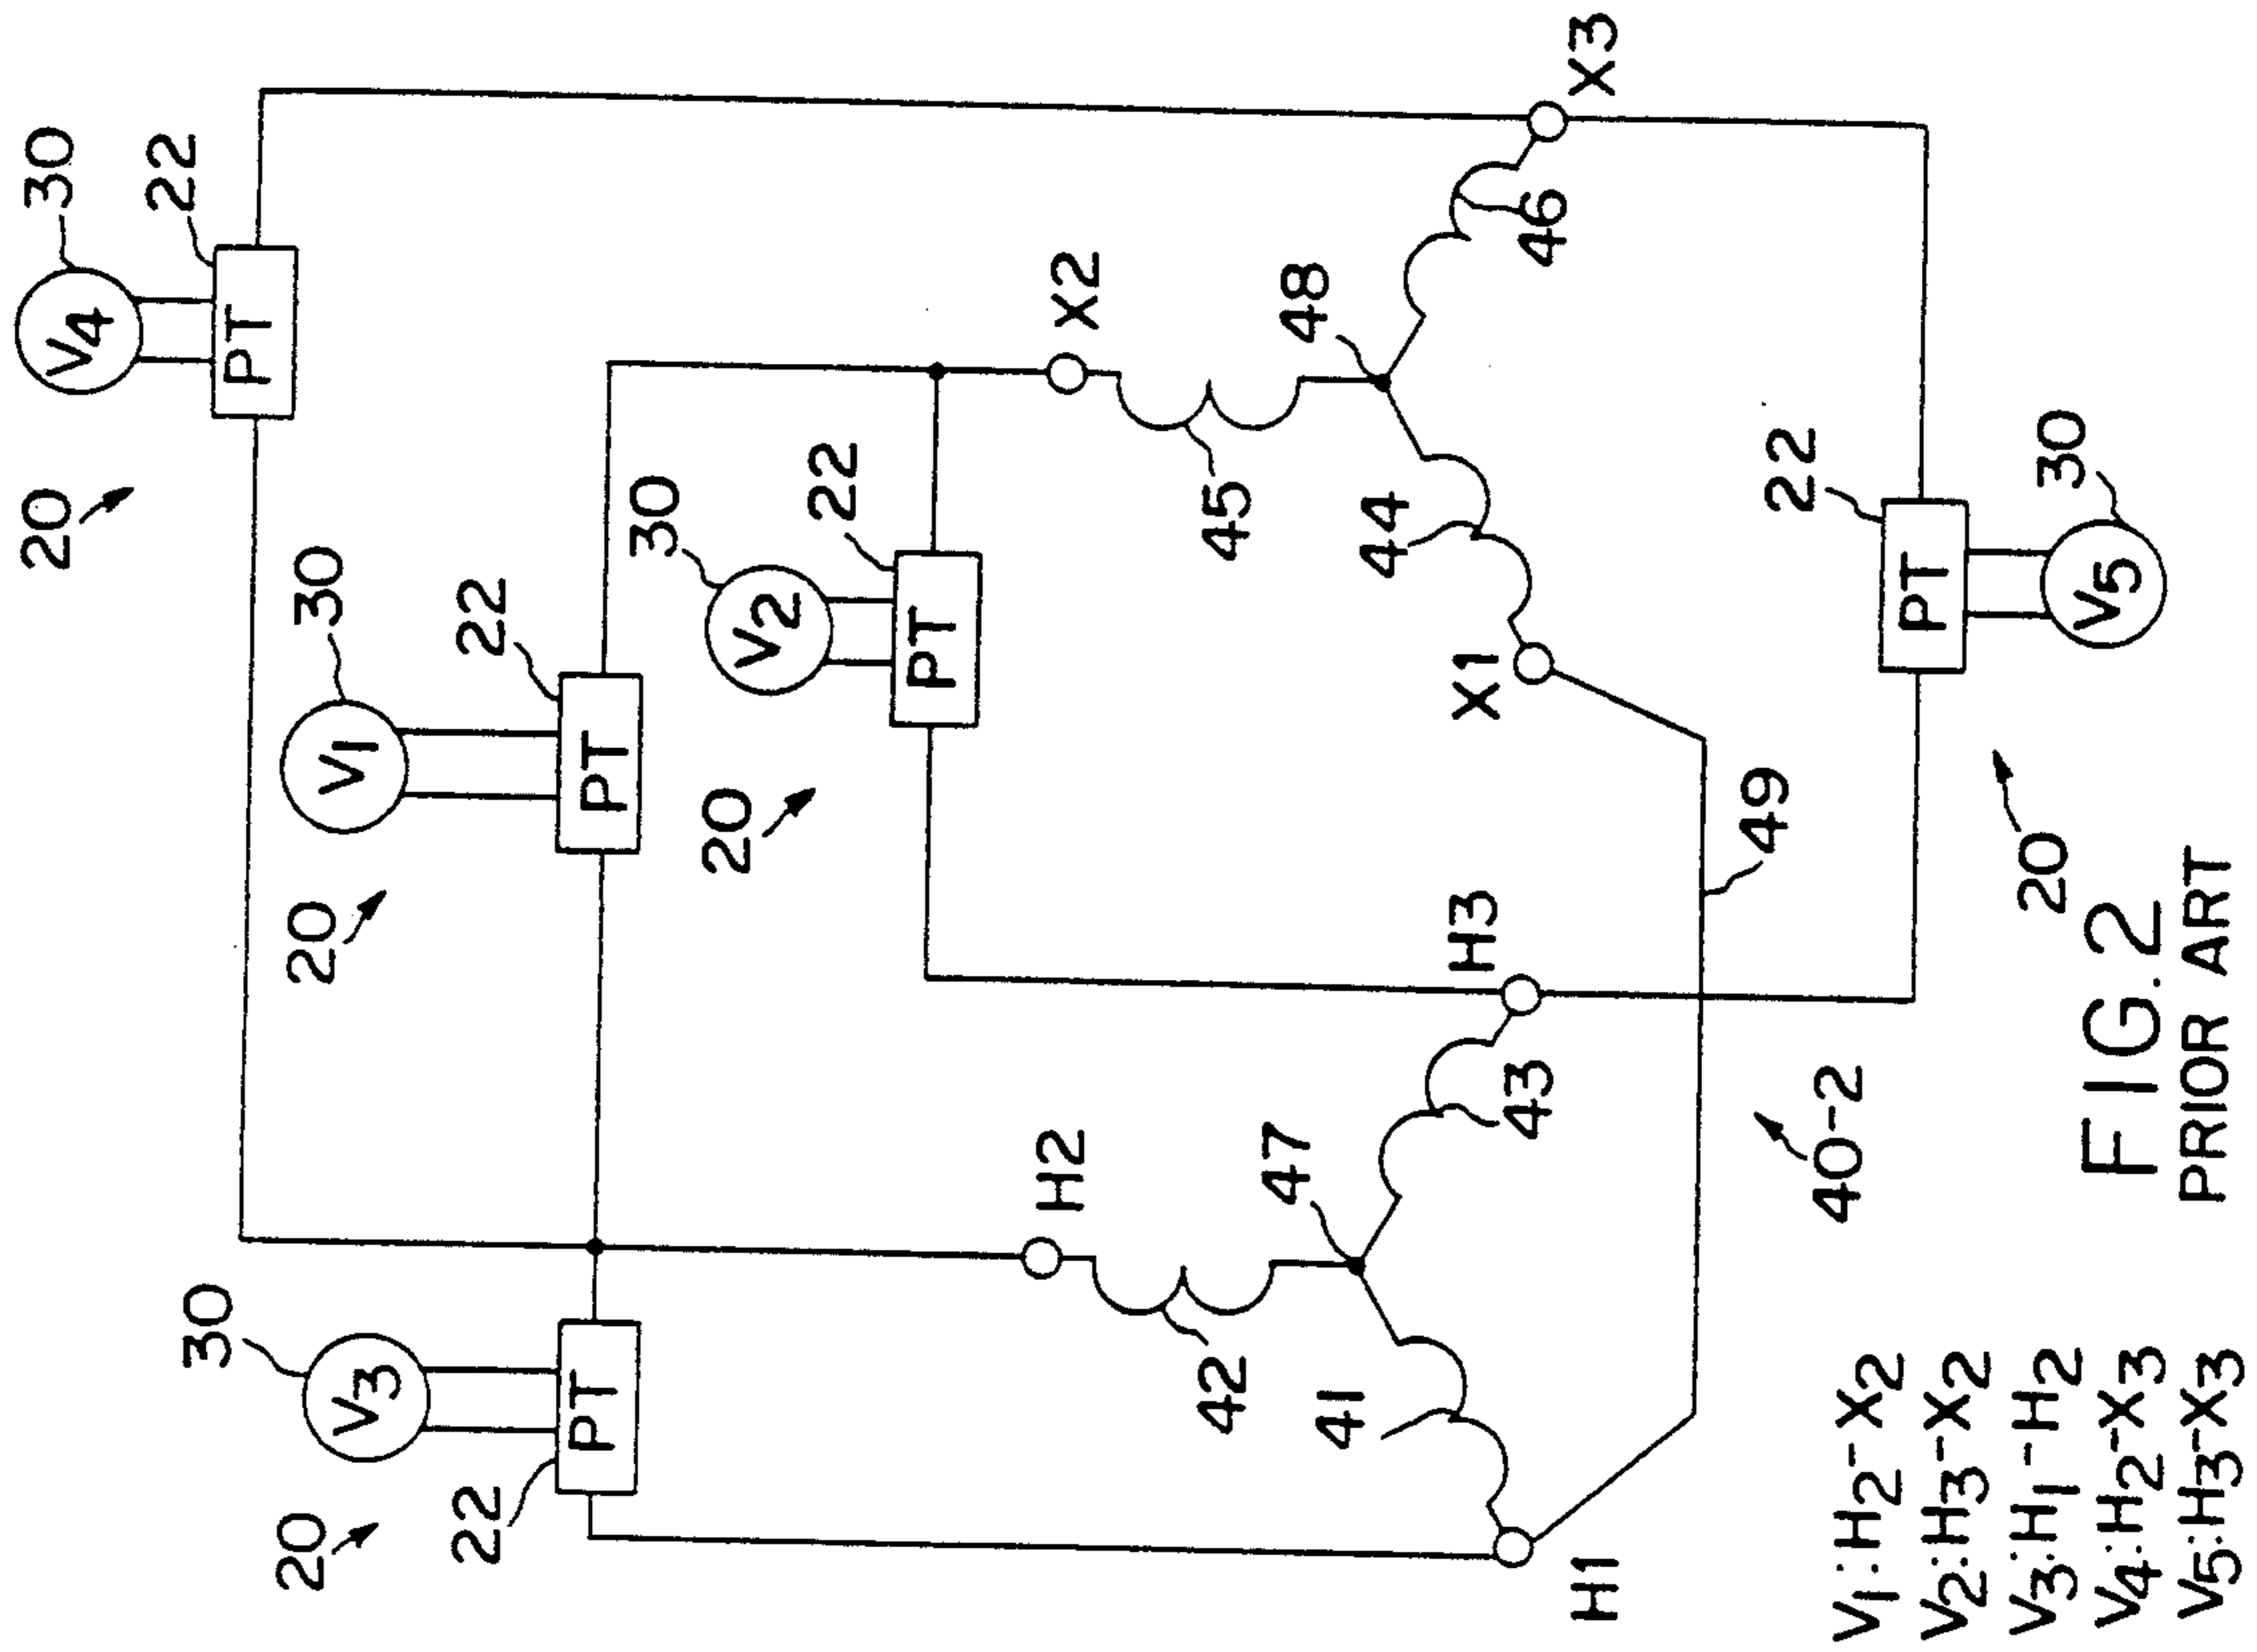 20
30
V4
22
PT
20
30
V1
22
PT
30
V2
22
PT
20
30
V3
22
PT
20
X2
45
48
46
X3
44
X1
H2
42
47
43
H3
41
H1
49
22
PT
30
V5
20
40-2
V1:H2-X2
V2:H3-X2
V3:H1-H2
V4:H2-X3
V5:H3-X3
FIG.2
PRIOR ART